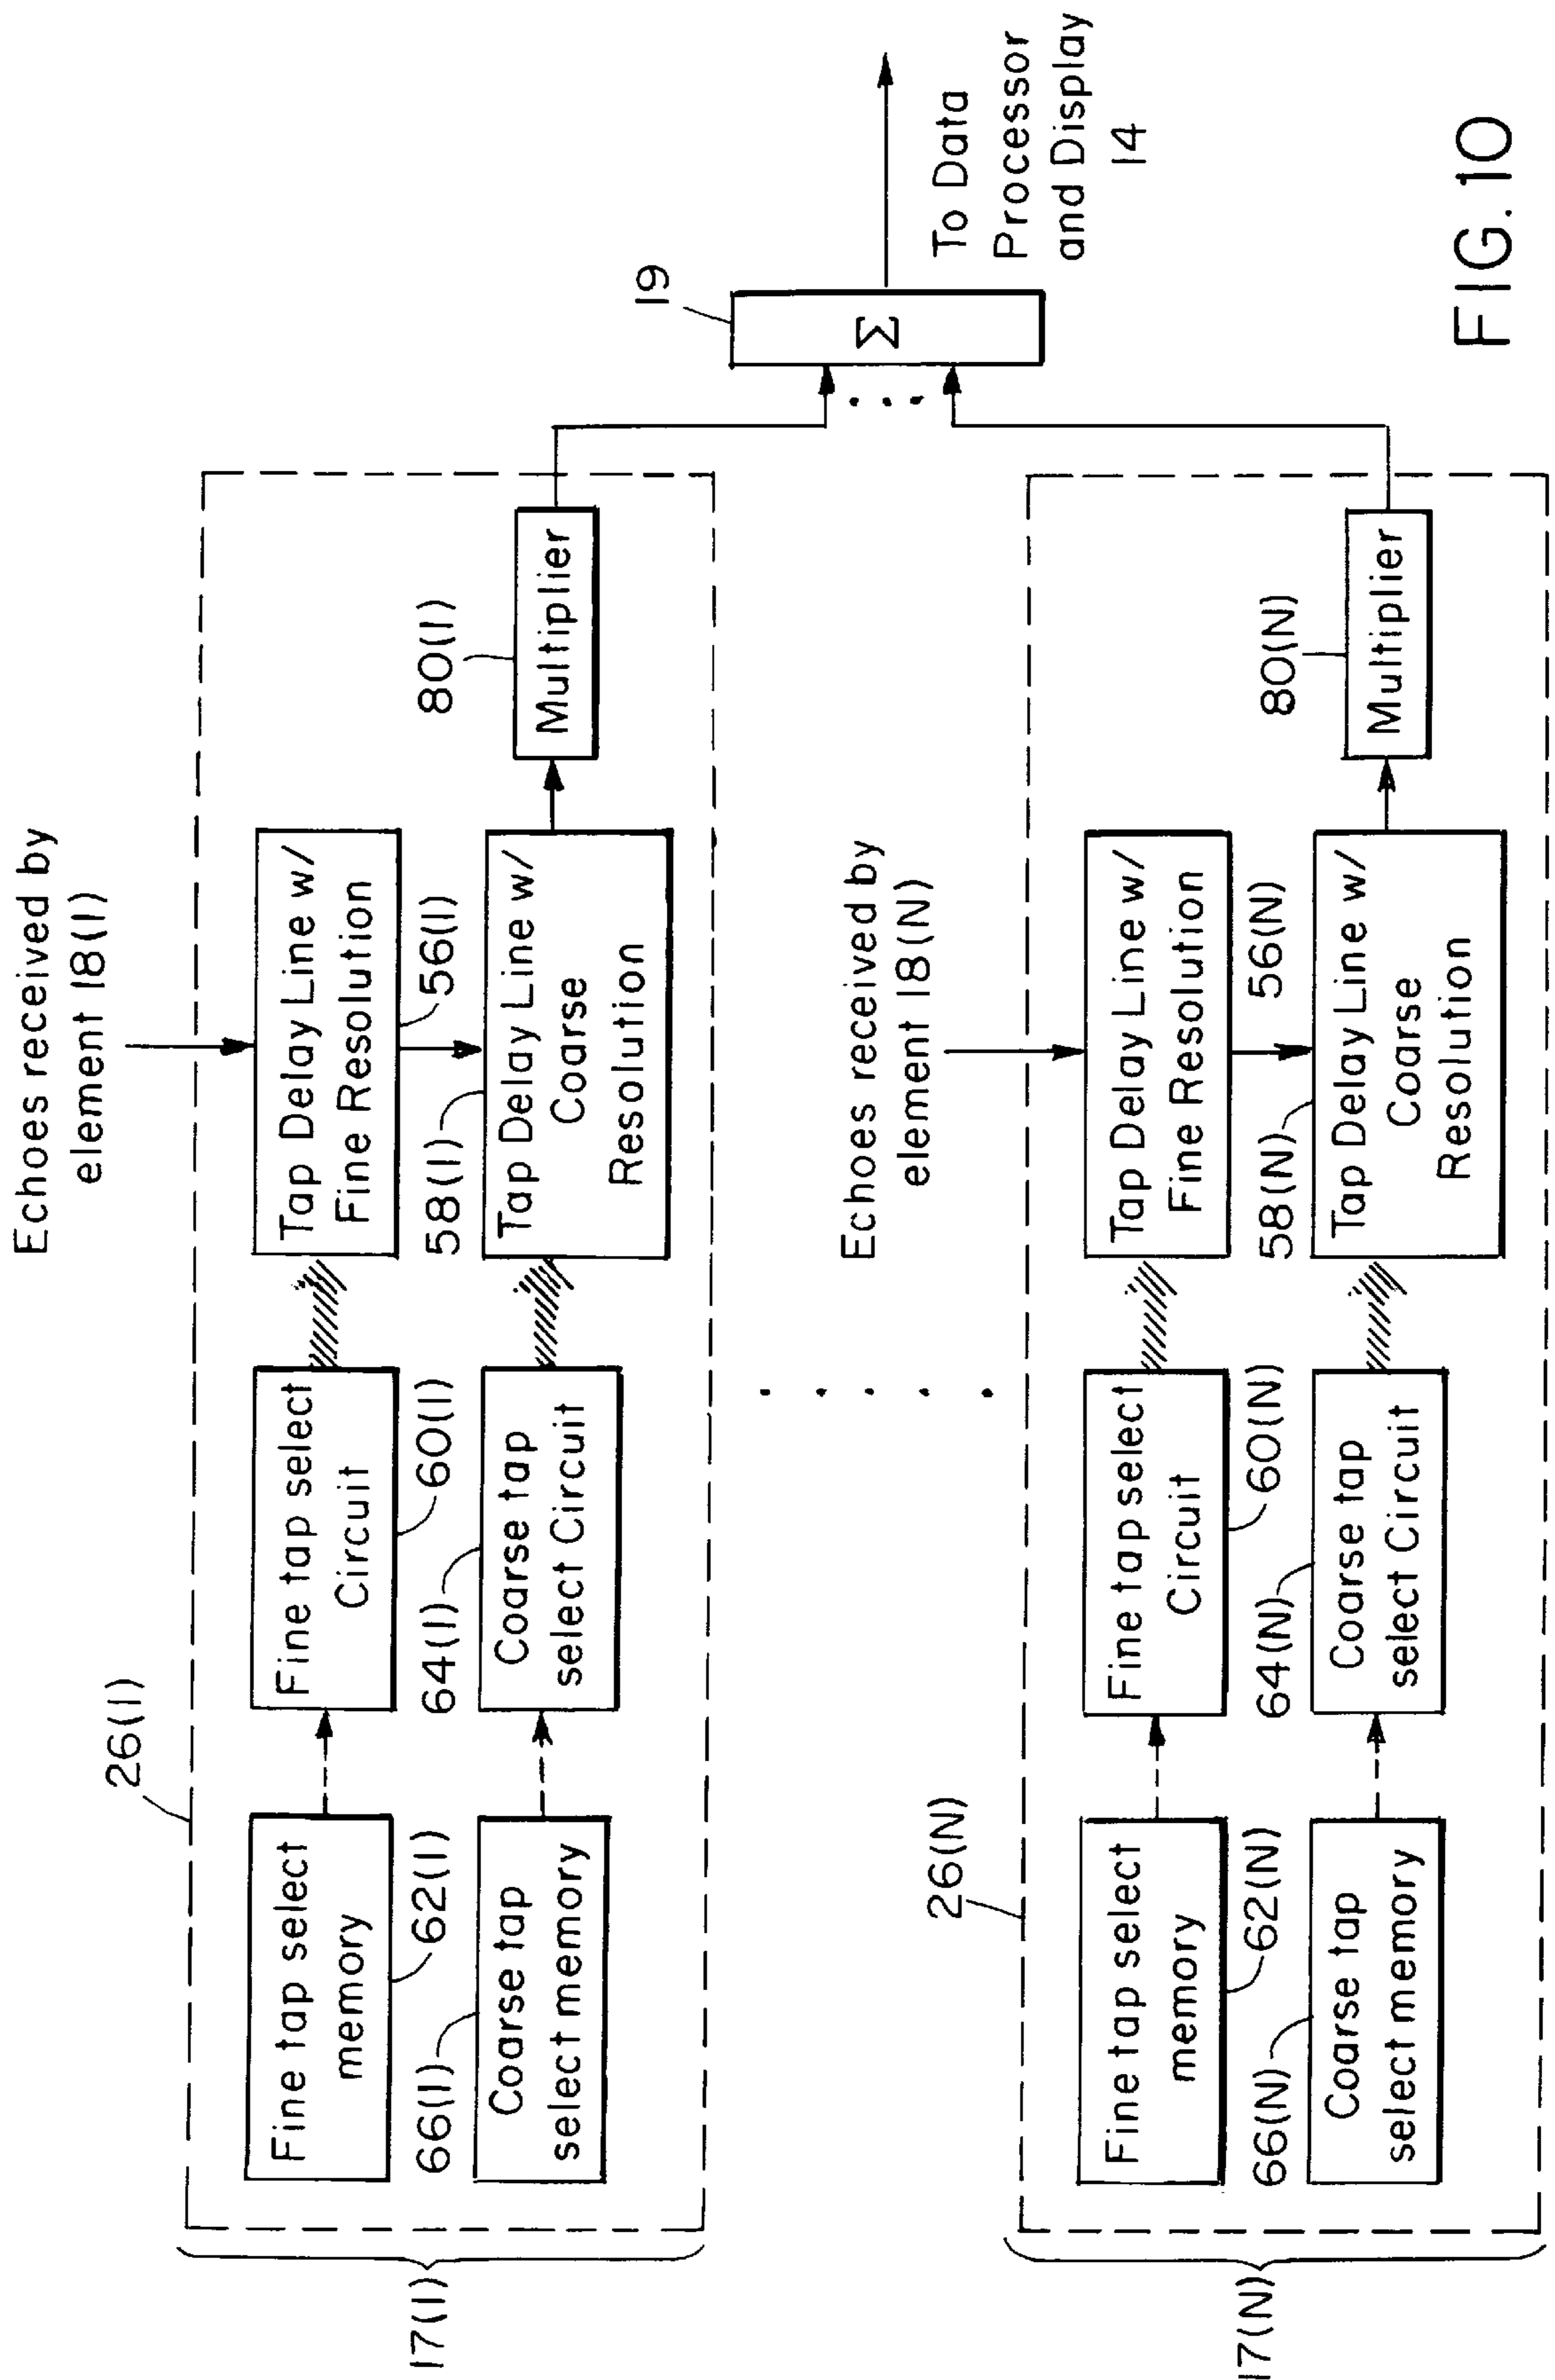 Echoes received by
element 18(1)
26(1)
Fine tap select
memory
62(1)
Fine tap select
Circuit
60(1)
Tap Delay Line w/
Fine Resolution
56(1)
66(1)
Coarse tap
select memory
64(1)
Coarse tap
select Circuit
58(1)
Tap Delay Line w/
Coarse
Resolution
80(1)
Multiplier
17(1)
19
Σ
To Data
Processor
and Display
14
Echoes received by
element 18(N)
26(N)
Fine tap select
memory
62(N)
Fine tap select
Circuit
60(N)
Tap Delay Line w/
Fine Resolution
56(N)
66(N)
Coarse tap
select memory
64(N)
Coarse tap
select Circuit
58(N)
Tap Delay Line w/
Coarse
Resolution
80(N)
Multiplier
17(N)
FIG. 10